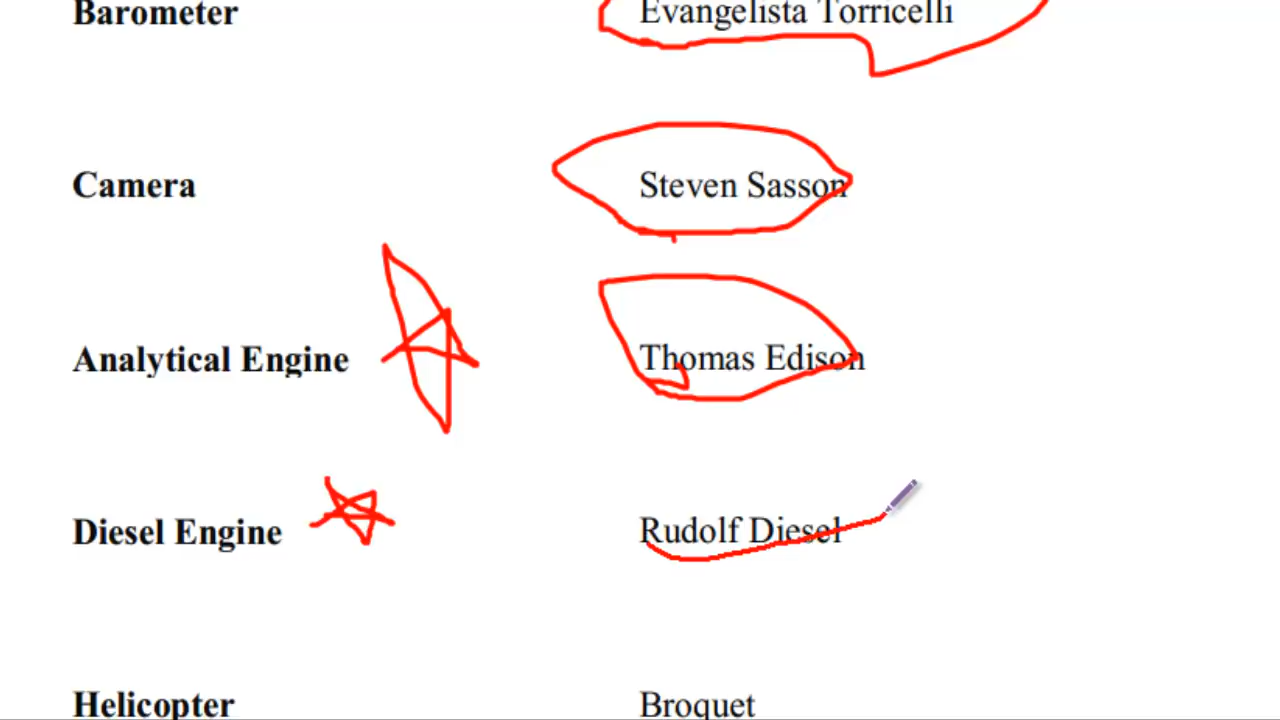 Barometer Evangelista Torricelli
Camera Steven Sasson
Analytical Engine Thomas Edison
Diesel Engine Rudolf Diesel
Helicopter Broquet